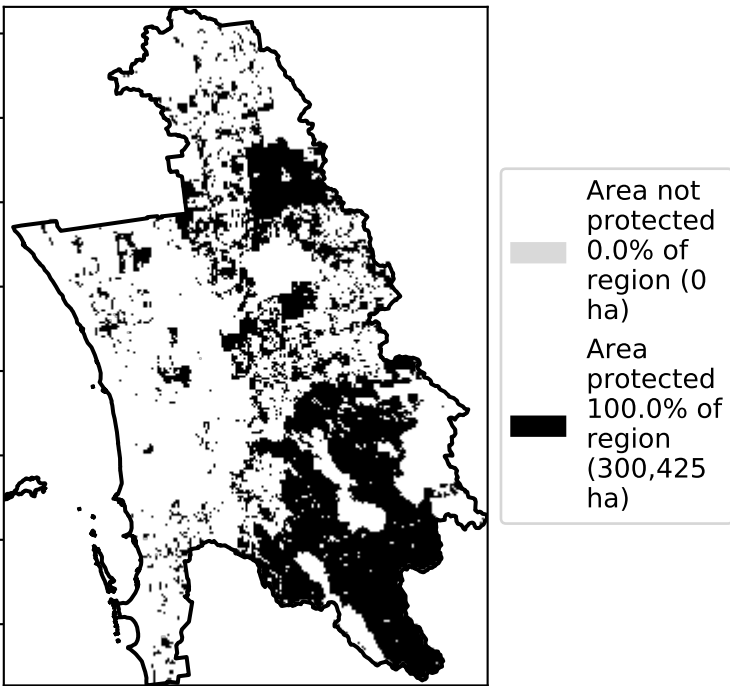 Area not
protected
0.0% of
region (0
ha)
Area
protected
100.0% of
region
(300,425
ha)